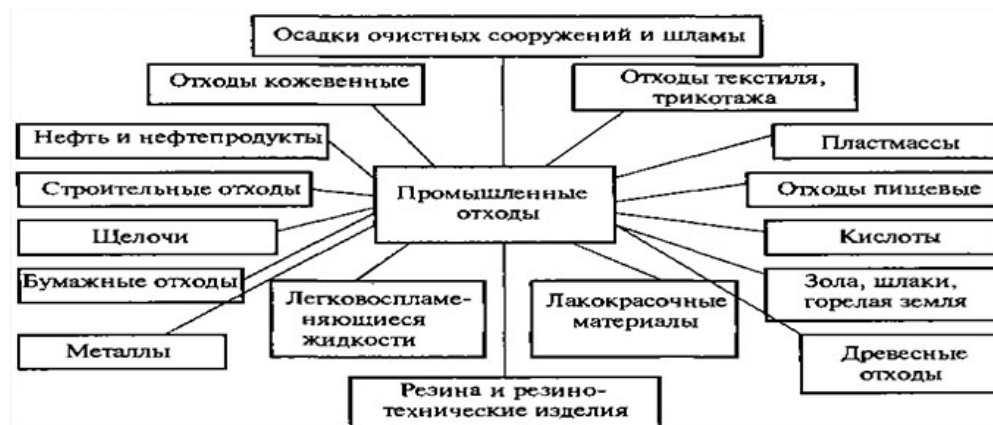 Осадки очистных сооружений и шламы
Отходы кожевенные
Отходы текстиля,
трикотажа
Нефть и нефтепродукты
Пластмассы
Строительные отходы
Промышленные
отходы
Отходы пищевые
Щелочи
Кислоты
Бумажные отходы
Легковоспламе-
няющиеся
жидкости
Лакокрасочные
материалы
Зола, шлаки,
горелая земля
Металлы
Древесные
отходы
Резина и резино-
технические изделия